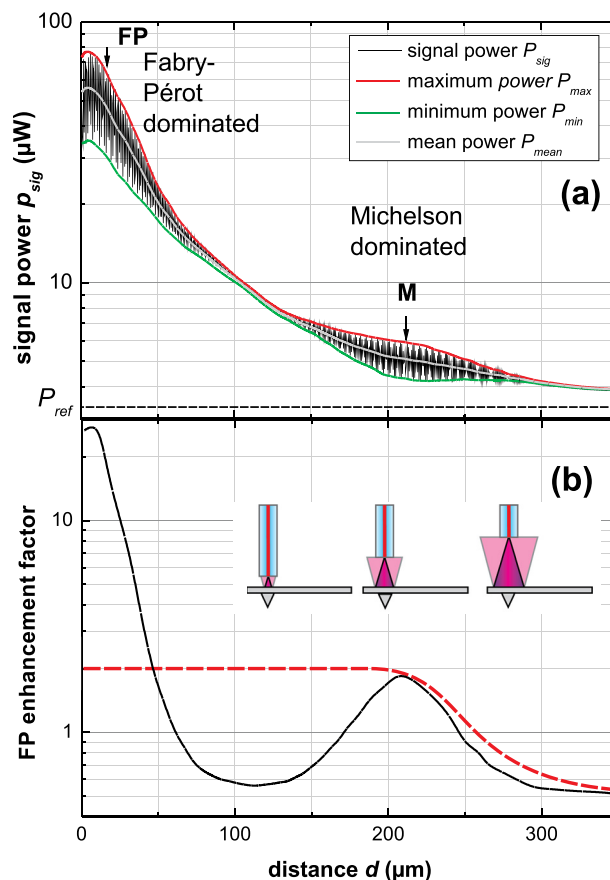 100
FP
Fabry-
Pérot
dominated
signal power P_sig
maximum power P_max
minimum power P_min
mean power P_mean
(a)
Michelson
dominated
M
10
signal power p_sig (µW)
P_ref
(b)
10
1
FP enhancement factor
0 100 200 300
distance d (µm)